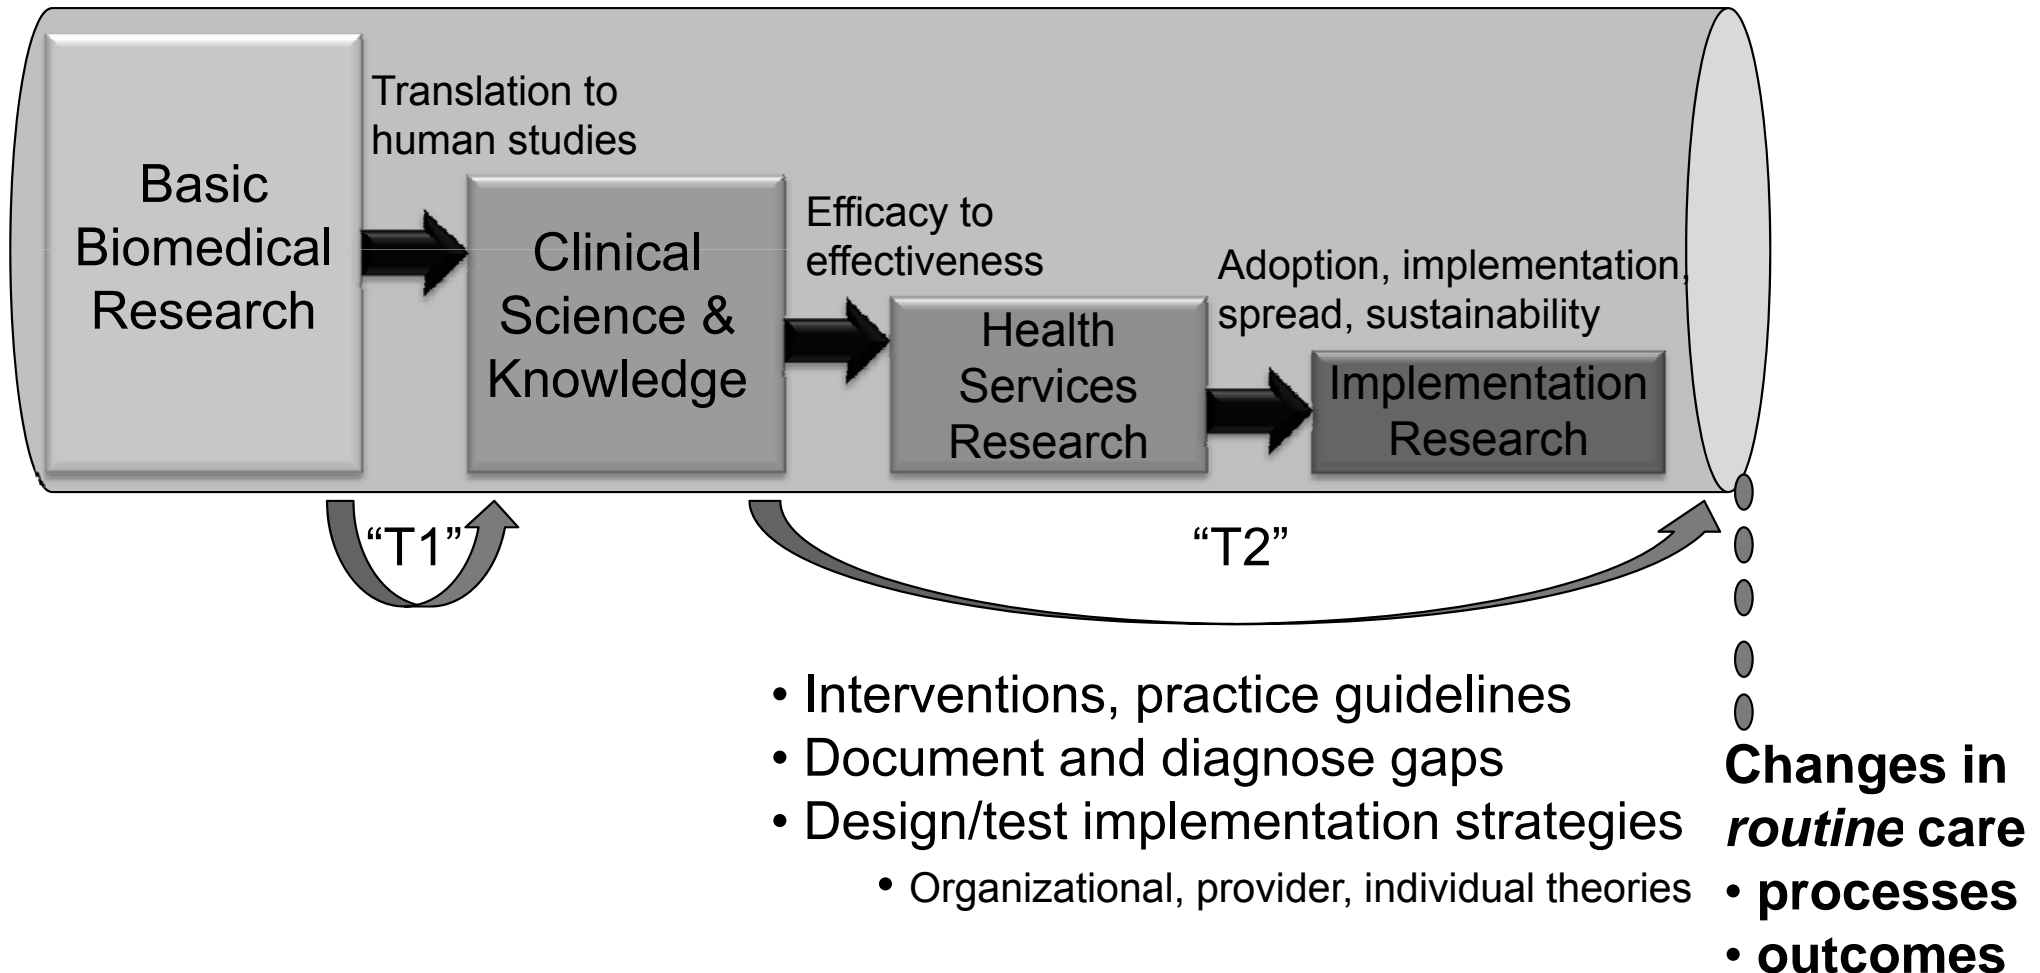 Basic
Biomedical
Research
Translation to
human studies
Clinical
Science &
Knowledge
Efficacy to
effectiveness
Health
Services
Research
Adoption, implementation,
spread, sustainability
Implementation
Research
“T1”
“T2”
• Interventions, practice guidelines
• Document and diagnose gaps
• Design/test implementation strategies
• Organizational, provider, individual theories
Changes in
routine care
• processes
• outcomes